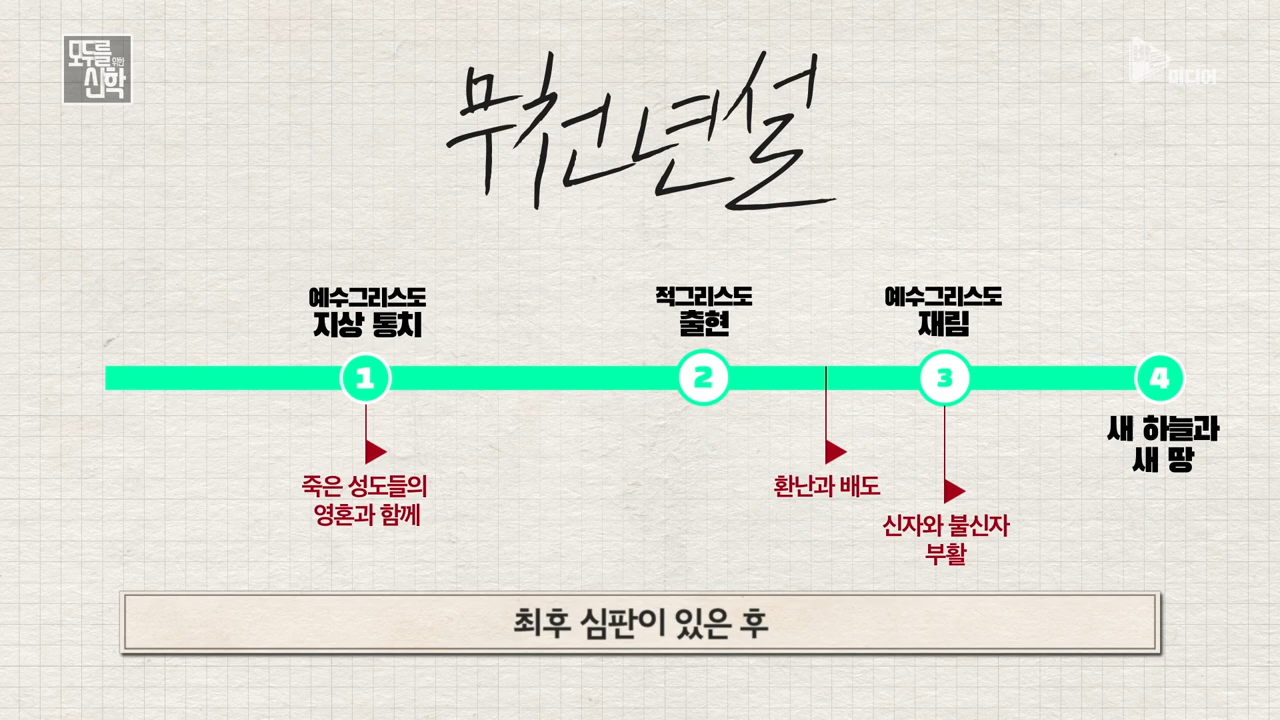 모두를
위한
신학
미디어
무천년설
예수그리스도
지상 통치
적그리스도
출현
예수그리스도
재림
1
2
3
4
새 하늘과
새 땅
죽은 성도들의
영혼과 함께
환난과 배도
신자와 불신자
부활
최후 심판이 있은 후